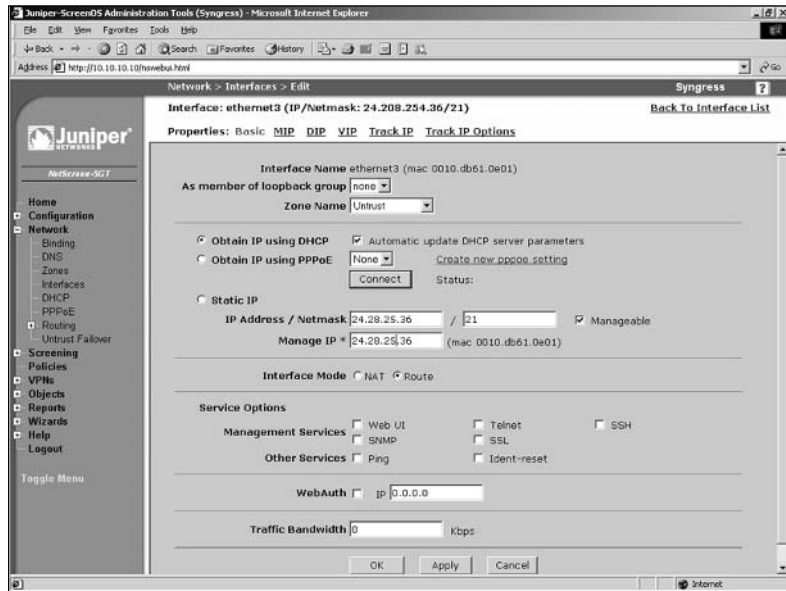 Juniper-ScreenOS Administration Tools (Syngress) - Microsoft Internet Explorer
File Edit View Favorites Tools Help
Back Search Favorites History
Address http://10.10.10.10/nswebui.html Go
Network > Interfaces > Edit Syngress ?
Interface: ethernet3 (IP/Netmask: 24.208.254.36/21) Back To Interface List
Properties: Basic MIP DIP VIP Track IP Track IP Options
Juniper
NETWORKS
NetScreen-5GT
Home
Configuration
Network
Binding
DNS
Zones
Interfaces
DHCP
PPPoE
Routing
Untrust Failover
Screening
Policies
VPNs
Objects
Reports
Wizards
Help
Logout
Toggle Menu
Interface Name ethernet3 (mac 0010.db61.0e01)
As member of loopback group none
Zone Name Untrust
Obtain IP using DHCP Automatic update DHCP server parameters
Obtain IP using PPPoE None Create new pppoe setting
Connect Status:
Static IP
IP Address / Netmask 24.28.25.36 / 21 Manageable
Manage IP * 24.28.25.36 (mac 0010.db61.0e01)
Interface Mode NAT Route
Service Options
Management Services Web UI Telnet SSH
SNMP SSL
Other Services Ping Ident-reset
WebAuth IP 0.0.0.0
Traffic Bandwidth 0 Kbps
OK Apply Cancel
Internet